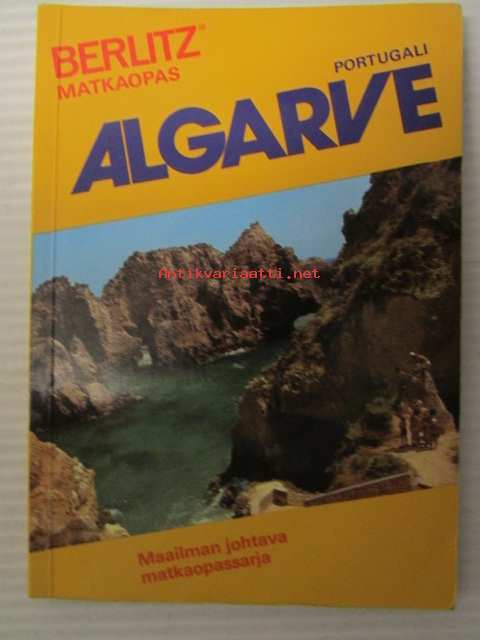 BERLITZ®
MATKAOPAS
PORTUGALI
ALGARVE
Antikvariaatti.net
Maailman johtava
matkaopassarja